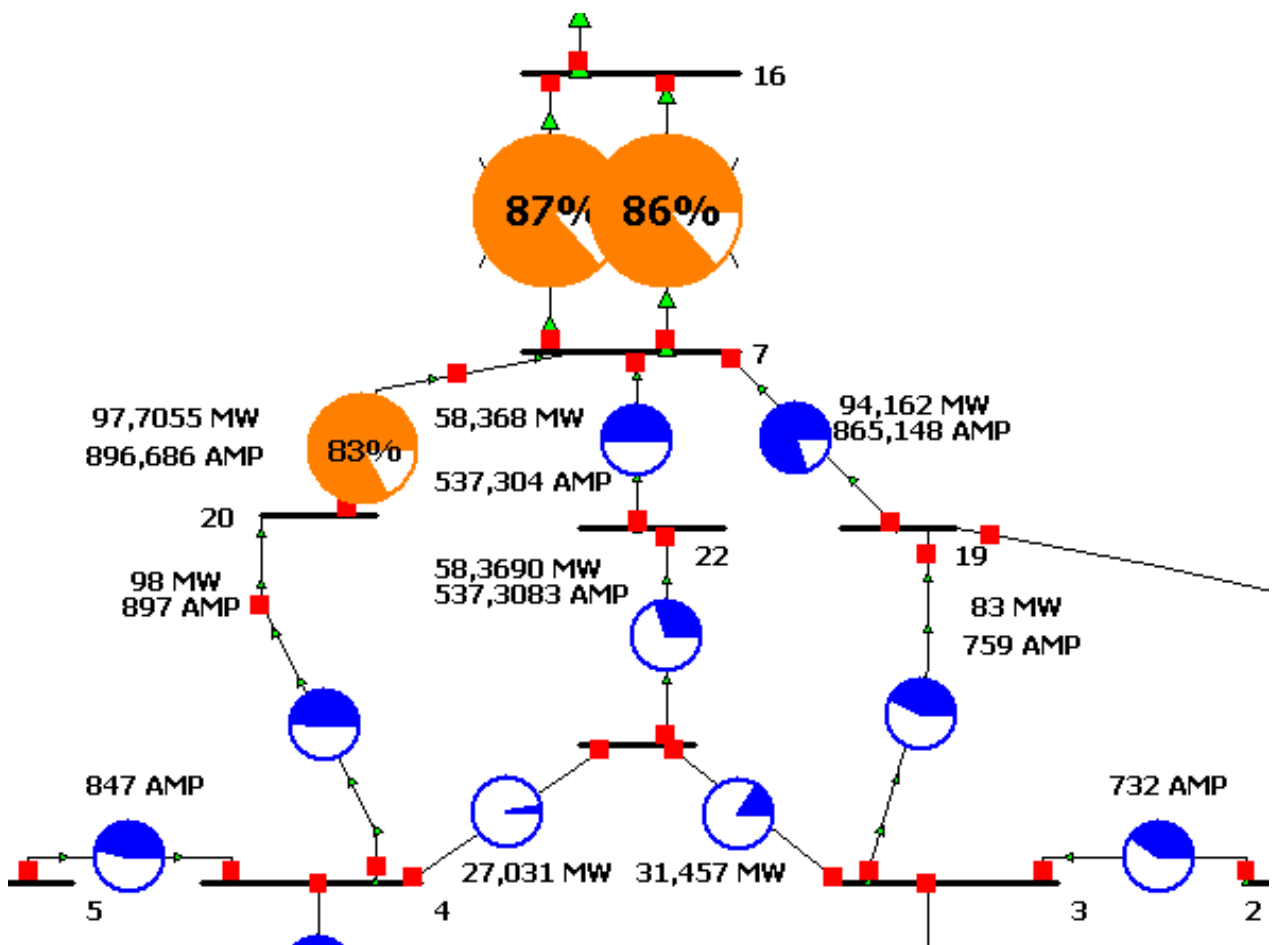 16
87% 86%
7
97,7055 MW
896,686 AMP
83%
58,368 MW
537,304 AMP
94,162 MW
865,148 AMP
20
22
19
98 MW
897 AMP
58,3690 MW
537,3083 AMP
83 MW
759 AMP
847 AMP
732 AMP
27,031 MW
31,457 MW
5
4
3
2